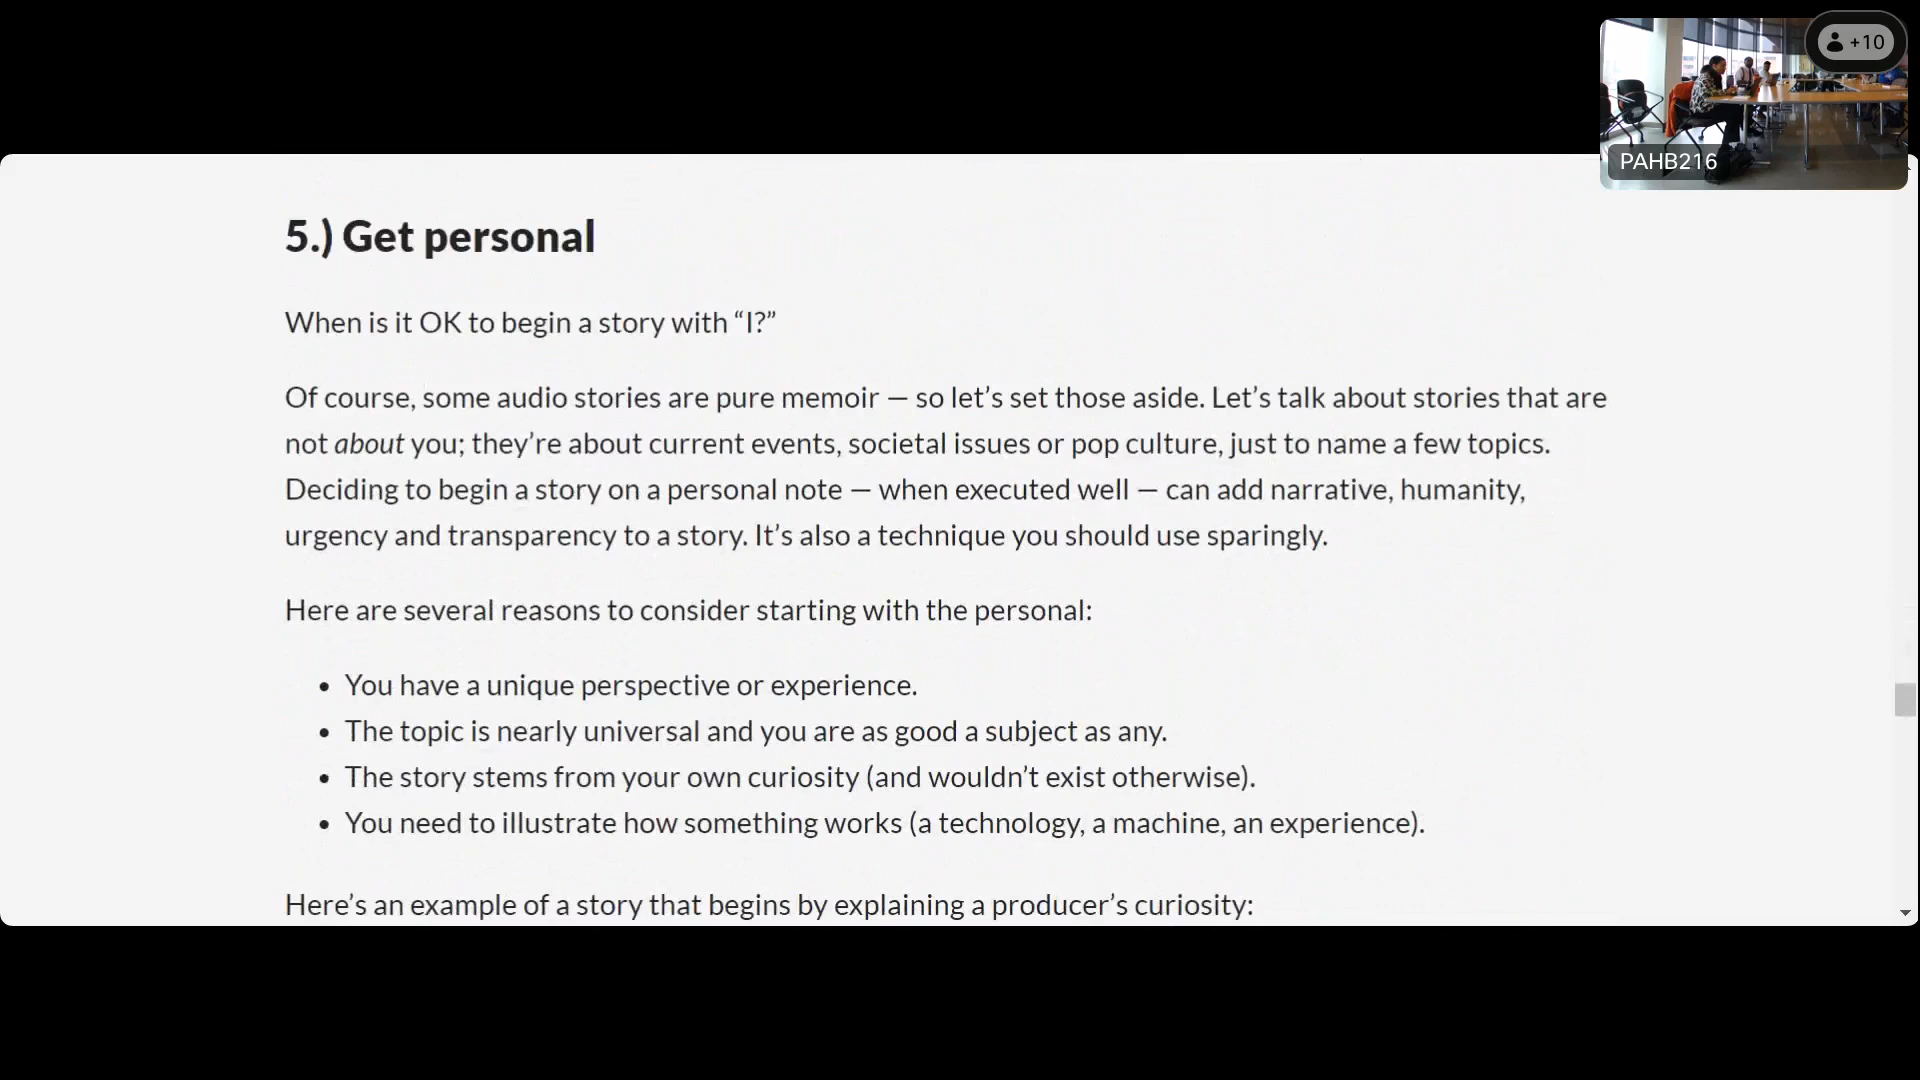 +10
PAHB216
5.) Get personal
When is it OK to begin a story with “I?”
Of course, some audio stories are pure memoir — so let’s set those aside. Let’s talk about stories that are
not about you; they’re about current events, societal issues or pop culture, just to name a few topics.
Deciding to begin a story on a personal note — when executed well — can add narrative, humanity,
urgency and transparency to a story. It’s also a technique you should use sparingly.
Here are several reasons to consider starting with the personal:
• You have a unique perspective or experience.
• The topic is nearly universal and you are as good a subject as any.
• The story stems from your own curiosity (and wouldn’t exist otherwise).
• You need to illustrate how something works (a technology, a machine, an experience).
Here’s an example of a story that begins by explaining a producer’s curiosity: